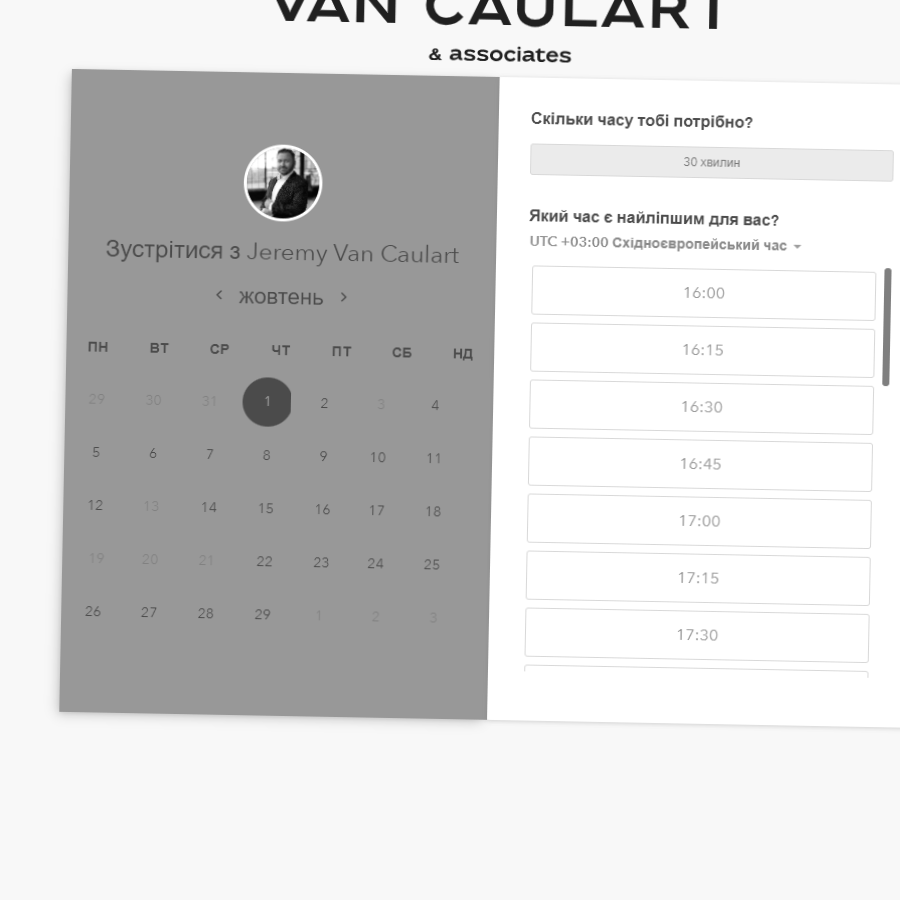 VAN CAULART
& associates
Зустрітися з Jeremy Van Caulart
жовтень
ПН ВТ СР ЧТ ПТ СБ НД
29 30 31 1 2 3 4
5 6 7 8 9 10 11
12 13 14 15 16 17 18
19 20 21 22 23 24 25
26 27 28 29 1 2 3
Скільки часу тобі потрібно?
30 хвилин
Який час є найліпшим для вас?
UTC +03:00 Східноєвропейський час
16:00
16:15
16:30
16:45
17:00
17:15
17:30